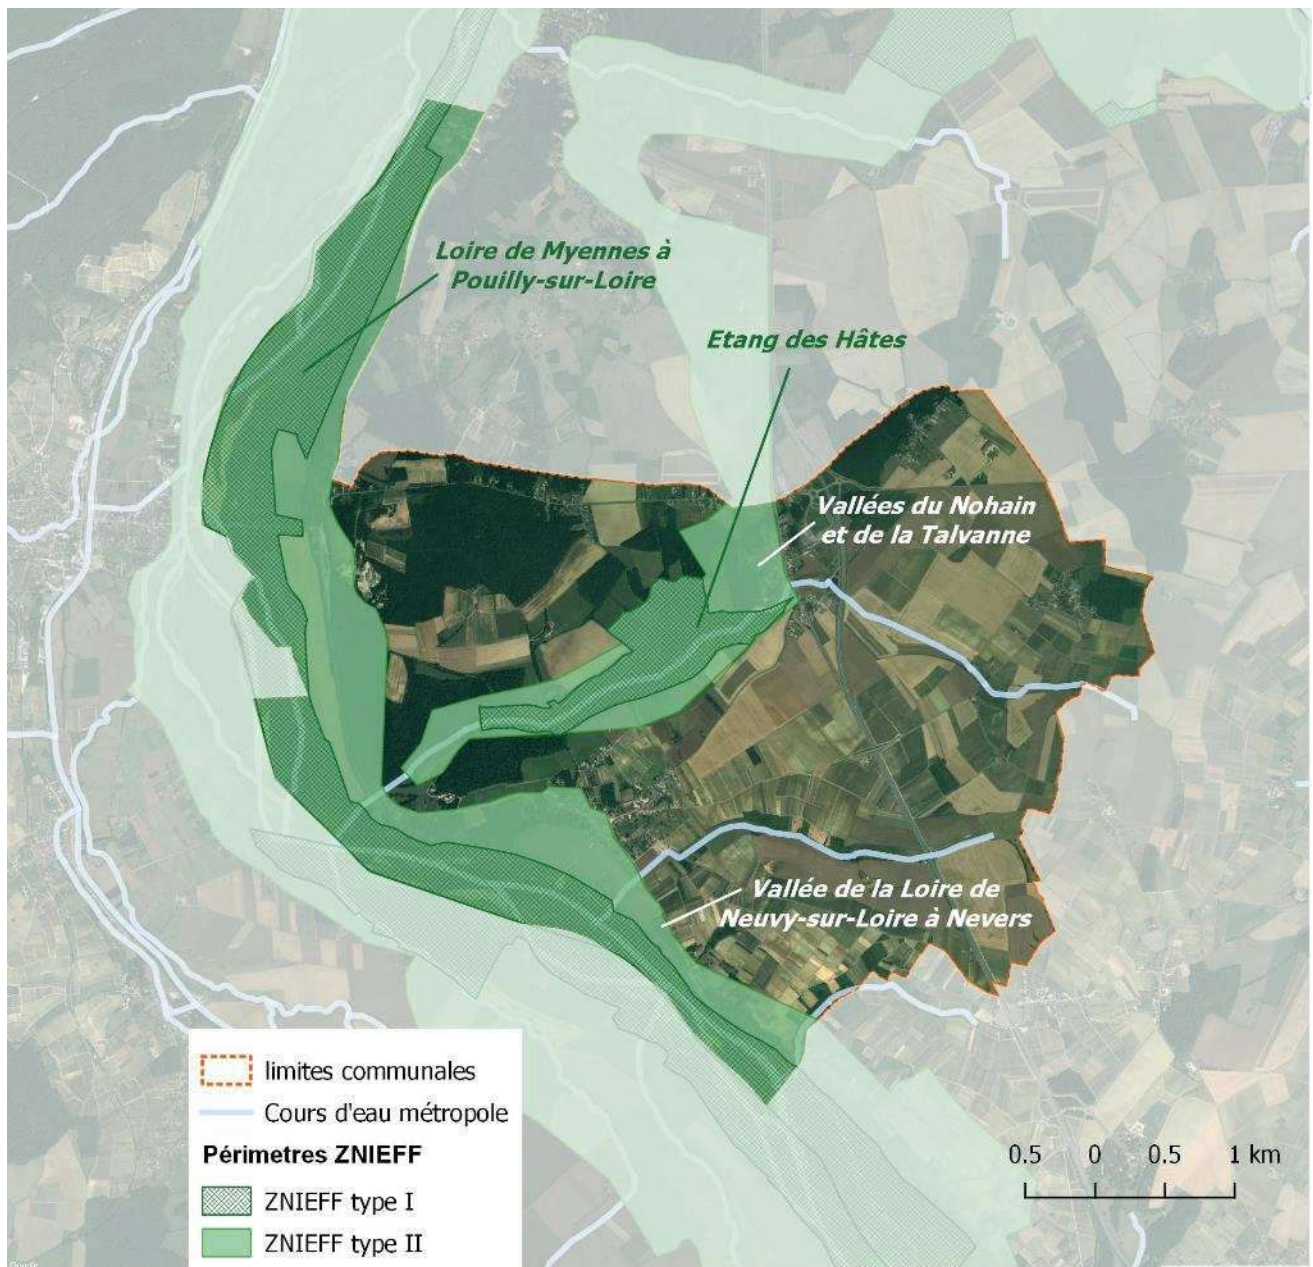 Loire de Myennes à
Pouilly-sur-Loire
Etang des Hâtes
Vallées du Nohain
et de la Talvanne
Vallée de la Loire de
Neuvy-sur-Loire à Nevers
limites communales
Cours d'eau métropole
Périmetres ZNIEFF
ZNIEFF type I
ZNIEFF type II
0.5 0 0.5 1 km